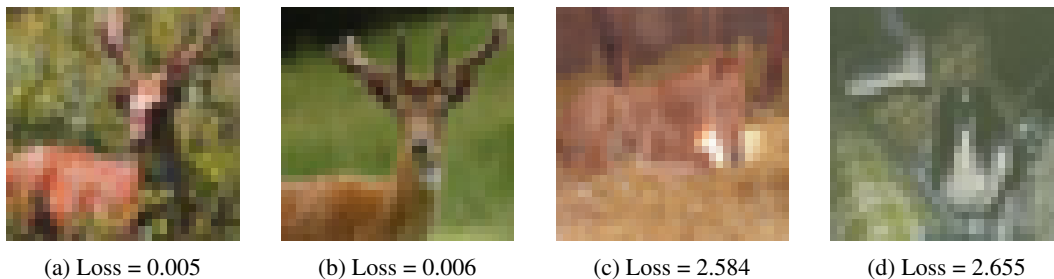 (a) Loss = 0.005
(b) Loss = 0.006
(c) Loss = 2.584
(d) Loss = 2.655